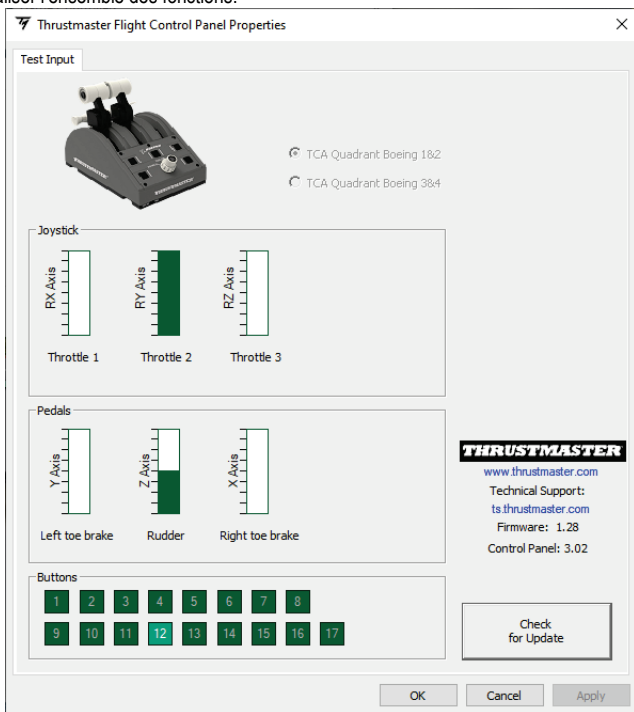 aliser l'ensemble des fonctions.
Thrustmaster Flight Control Panel Properties
Test Input
TCA Quadrant Boeing 1&2
TCA Quadrant Boeing 3&4
Joystick
RX Axis
RY Axis
RZ Axis
Throttle 1
Throttle 2
Throttle 3
Pedals
Y Axis
Z Axis
X Axis
Left toe brake
Rudder
Right toe brake
THRUSTMASTER
www.thrustmaster.com
Technical Support:
ts.thrustmaster.com
Firmware: 1.28
Control Panel: 3.02
Buttons
1 2 3 4 5 6 7 8
9 10 11 12 13 14 15 16 17
Check
for Update
OK
Cancel
Apply